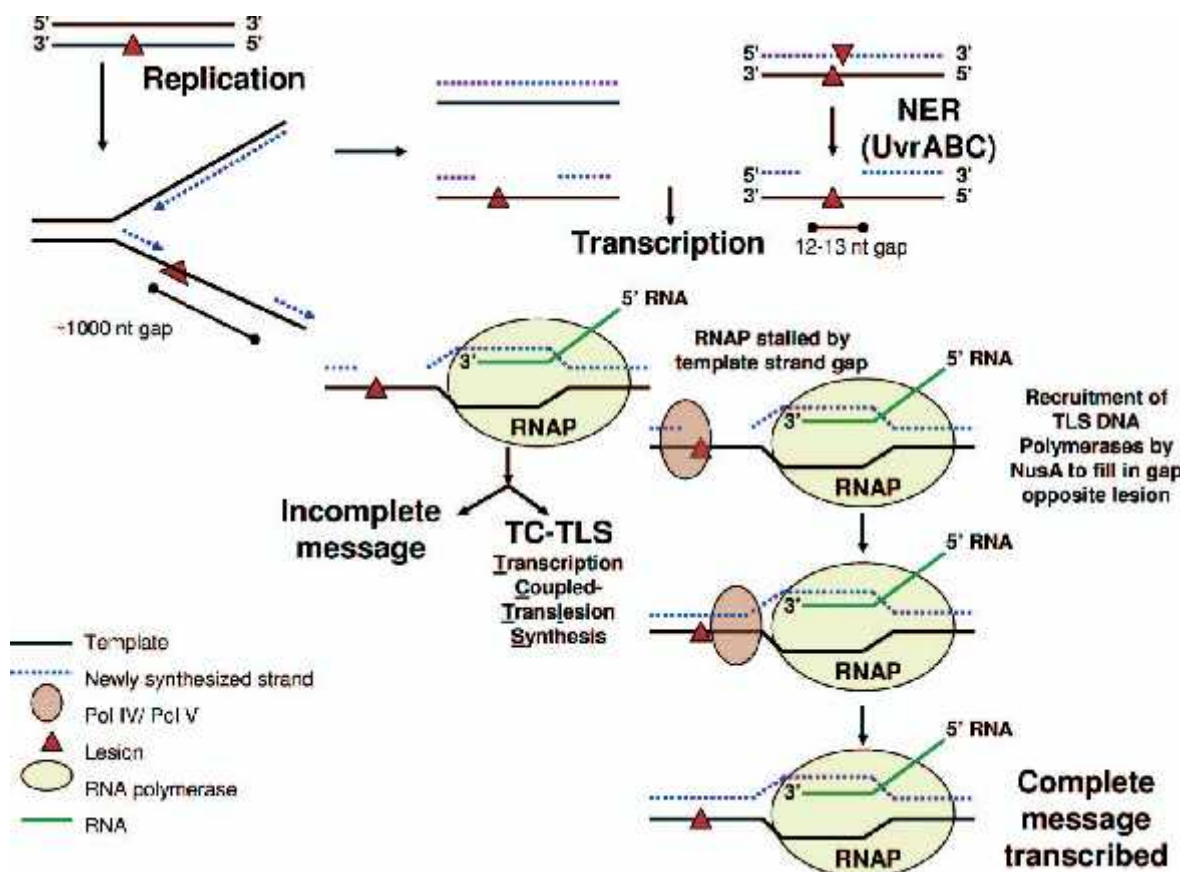 5' 3'
3' 5'
Replication
~1000 nt gap
5' 3'
3' 5'
NER
(UvrABC)
5' 3'
3' 5'
12-13 nt gap
Transcription
5' RNA
3'
RNAP
Incomplete
message
TC-TLS
Transcription
Coupled-
Translesion
Synthesis
RNAP stalled by
template strand gap
5' RNA
3'
RNAP
Recruitment of
TLS DNA
Polymerases by
NusA to fill in gap
opposite lesion
5' RNA
3'
RNAP
5' RNA
3'
RNAP
Complete
message
transcribed
Template
Newly synthesized strand
Pol IV/ Pol V
Lesion
RNA polymerase
RNA